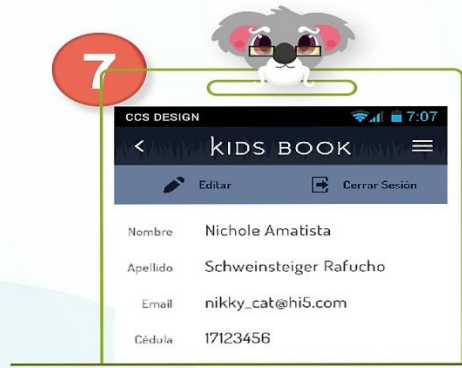 7
CCS DESIGN 7:07
< KIDS BOOK
Editar Cerrar Sesión
Nombre Nichole Amatista
Apellido Schweinsteiger Rafucho
Email nikky_cat@hi5.com
Cédula 17123456